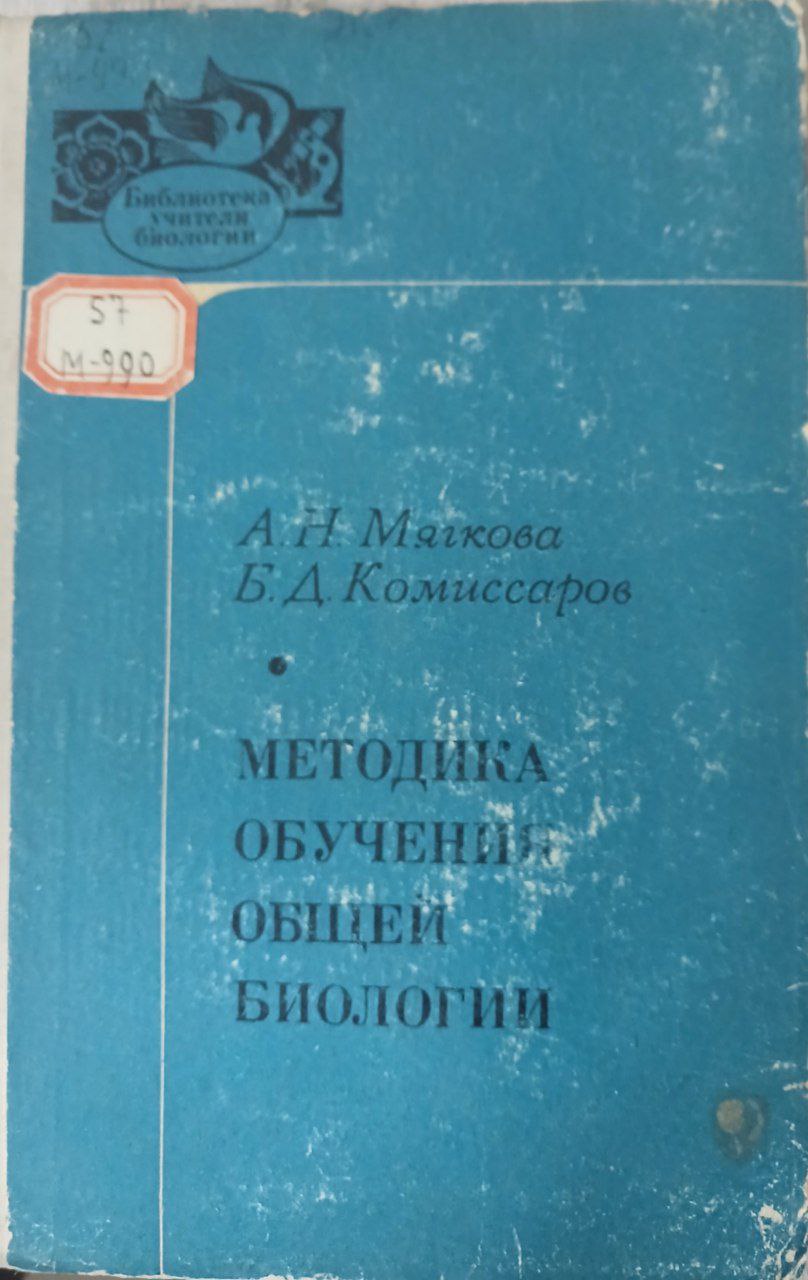 Библиотека
учителя
биологии
57
М-990
А. Н. Мягкова
Б. Д. Комиссаров
МЕТОДИКА
ОБУЧЕНИЯ
ОБЩЕЙ
БИОЛОГИИ